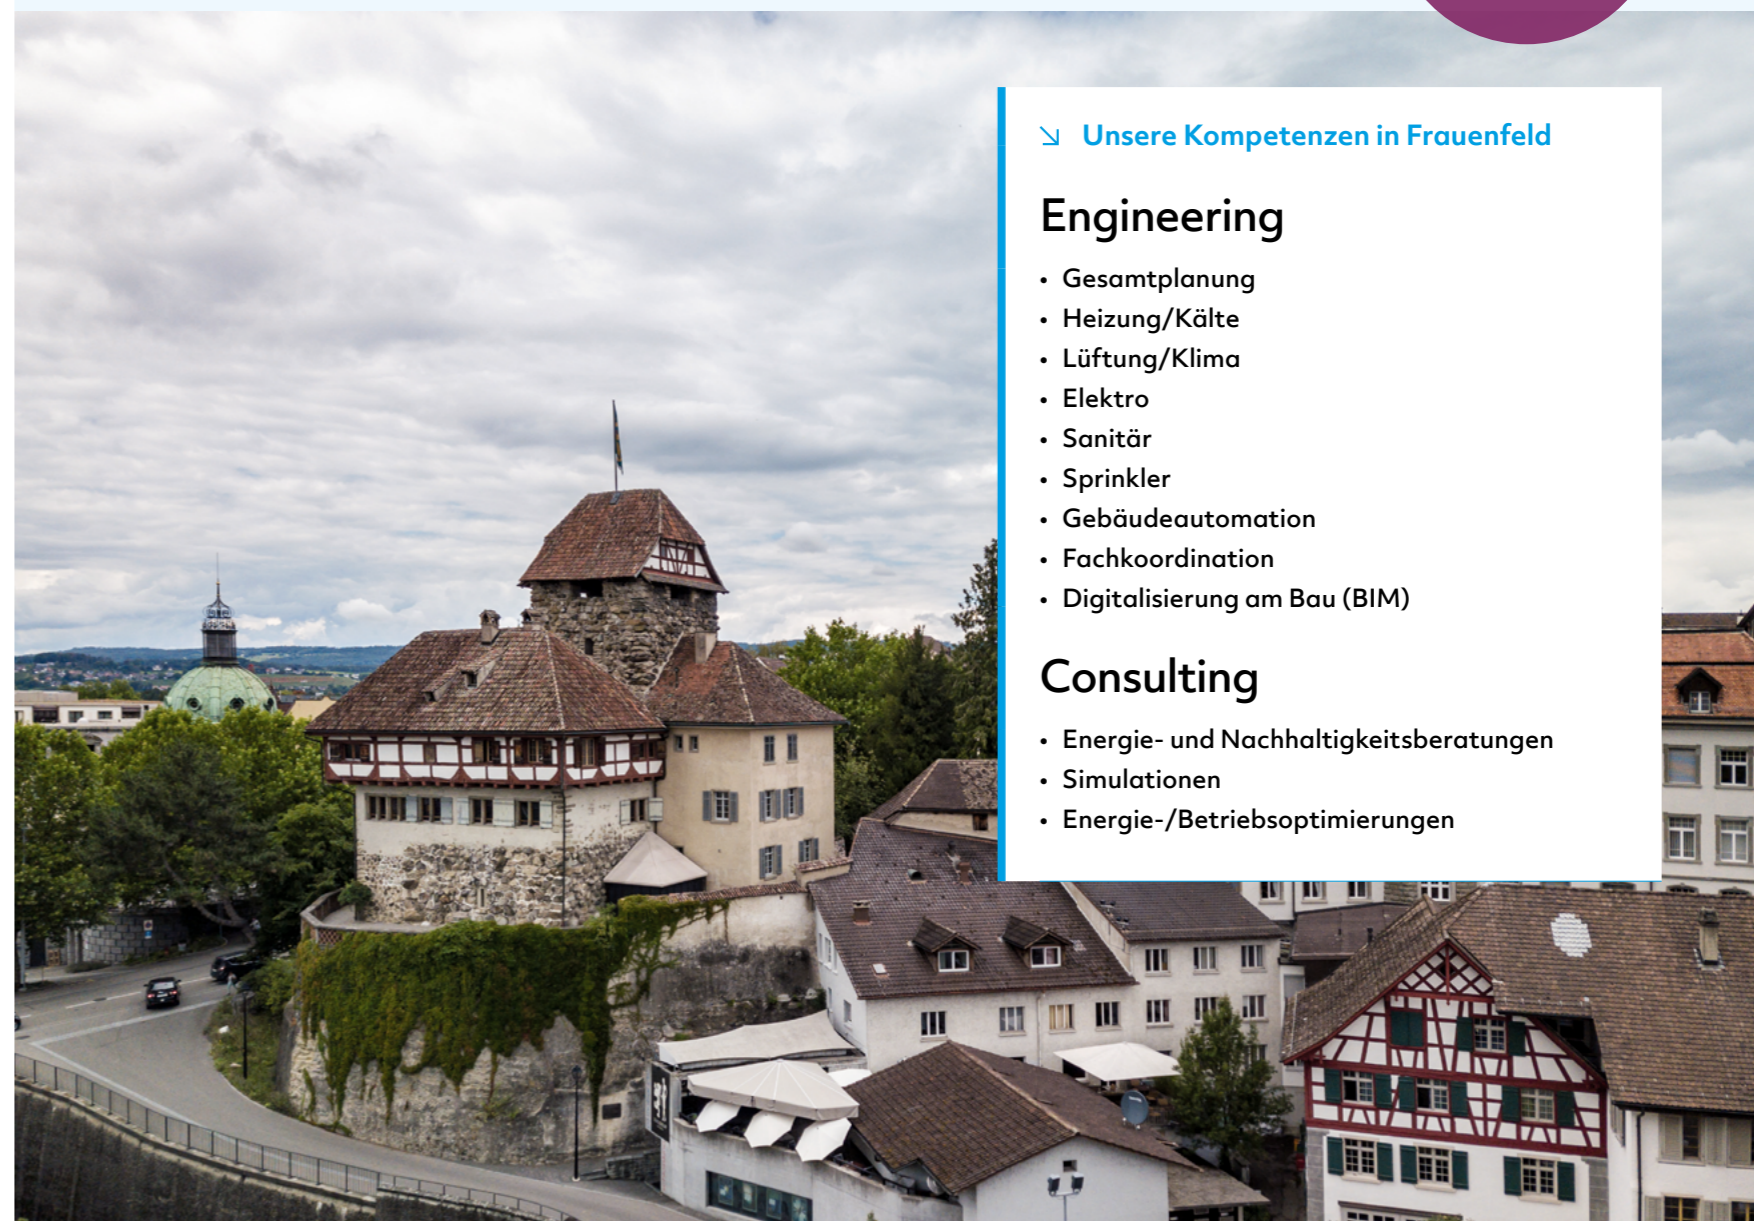 Unsere Kompetenzen in Frauenfeld
Engineering
• Gesamtplanung
• Heizung/Kälte
• Lüftung/Klima
• Elektro
• Sanitär
• Sprinkler
• Gebäudeautomation
• Fachkoordination
• Digitalisierung am Bau (BIM)
Consulting
• Energie- und Nachhaltigkeitsberatungen
• Simulationen
• Energie-/Betriebsoptimierungen